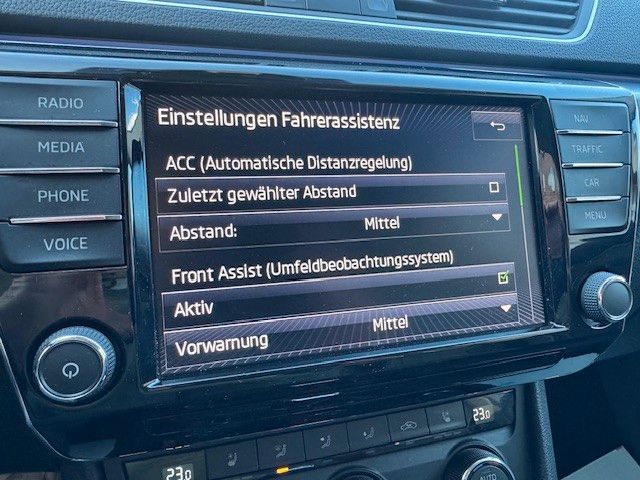 Einstellungen Fahrerassistenz
ACC (Automatische Distanzregelung)
Zuletzt gewählter Abstand
Abstand: Mittel
Front Assist (Umfeldbeobachtungssystem)
Aktiv
Vorwarnung Mittel
RADIO
MEDIA
PHONE
VOICE
NAV
TRAFFIC
CAR
MENU
23.0
23.0
AUTO